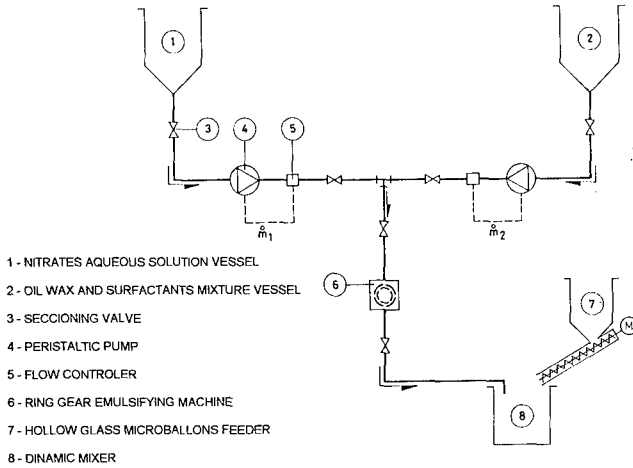 1
2
3
4
5
m̊1
m̊2
6
7
M
8
1 - NITRATES AQUEOUS SOLUTION VESSEL
2 - OIL WAX AND SURFACTANTS MIXTURE VESSEL
3 - SECCIONING VALVE
4 - PERISTALTIC PUMP
5 - FLOW CONTROLER
6 - RING GEAR EMULSIFYING MACHINE
7 - HOLLOW GLASS MICROBALLONS FEEDER
8 - DINAMIC MIXER